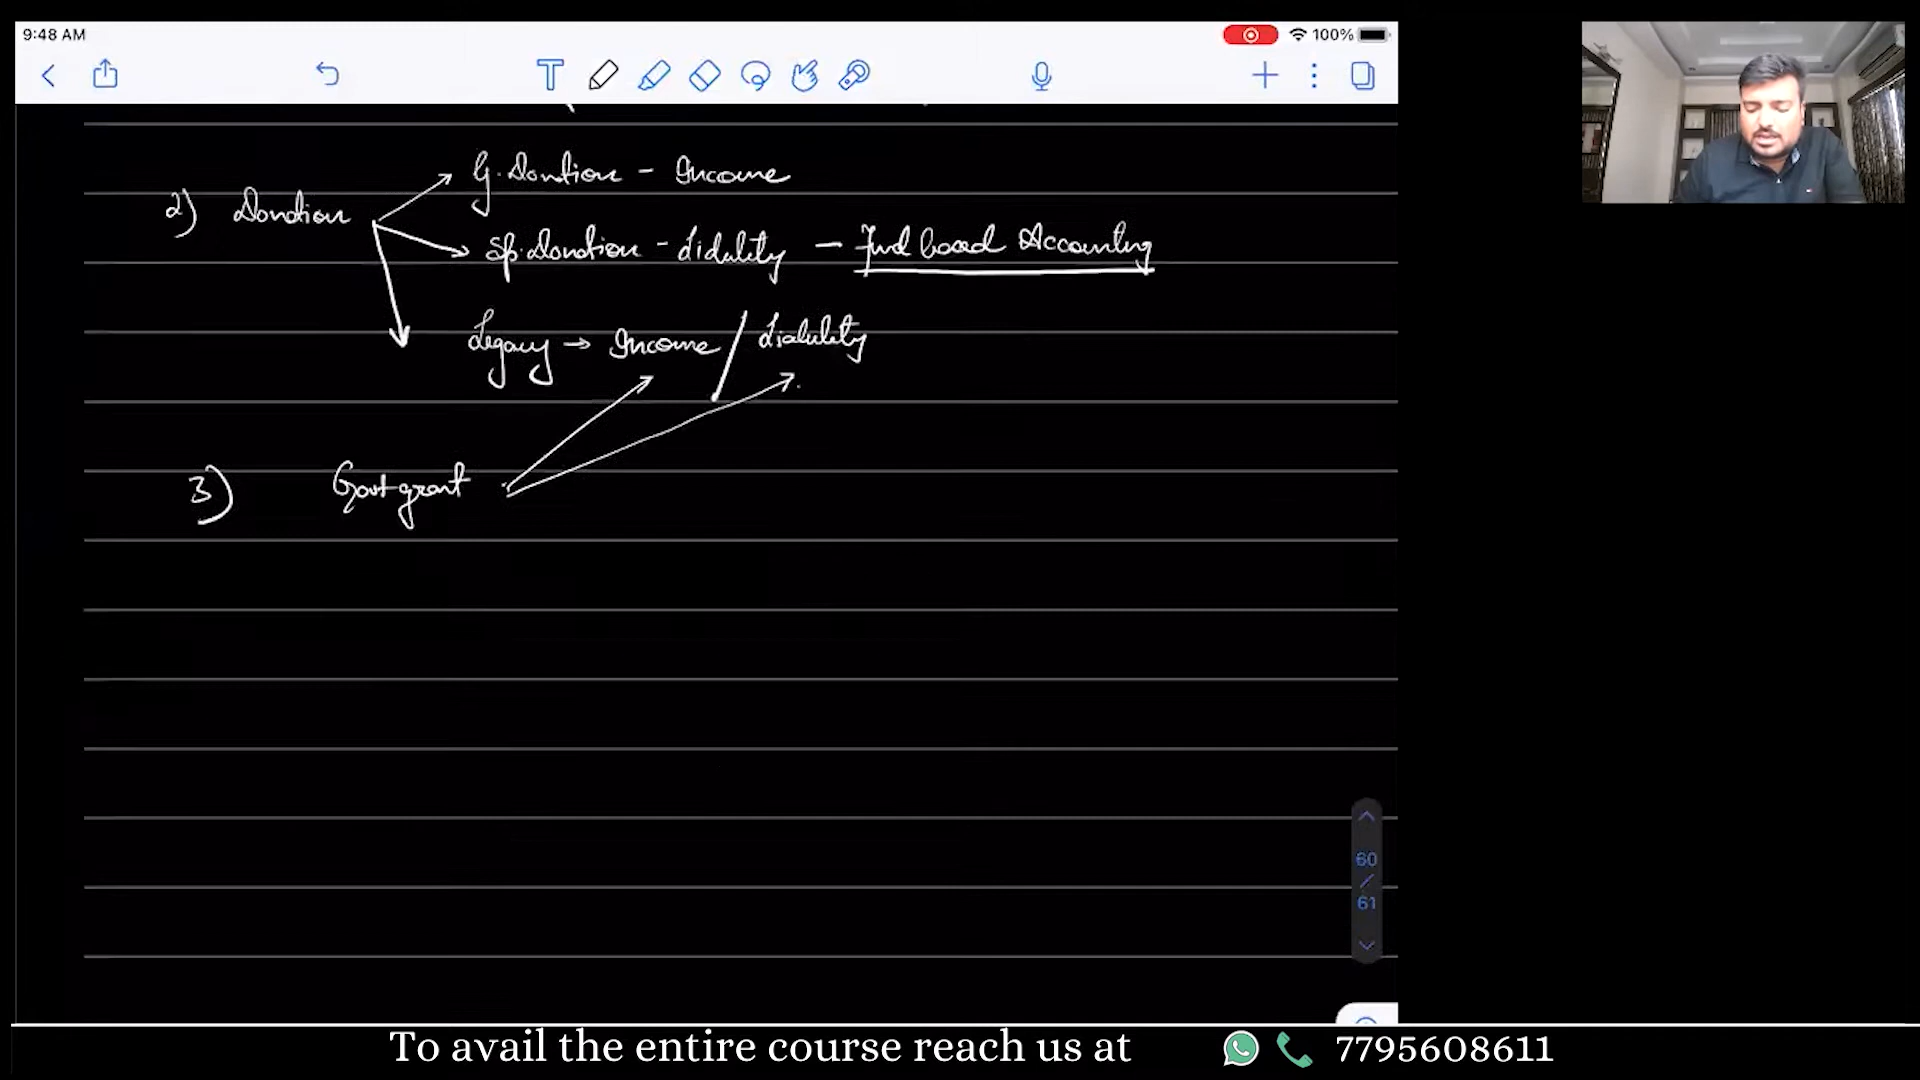 9:48 AM
100%
G. Donation - Income
2) Donation
Sp. Donation - Liability - Fund based Accounting
Legacy → Income / Liability
3) Govt grant
60
/
61
To avail the entire course reach us at 7795608611